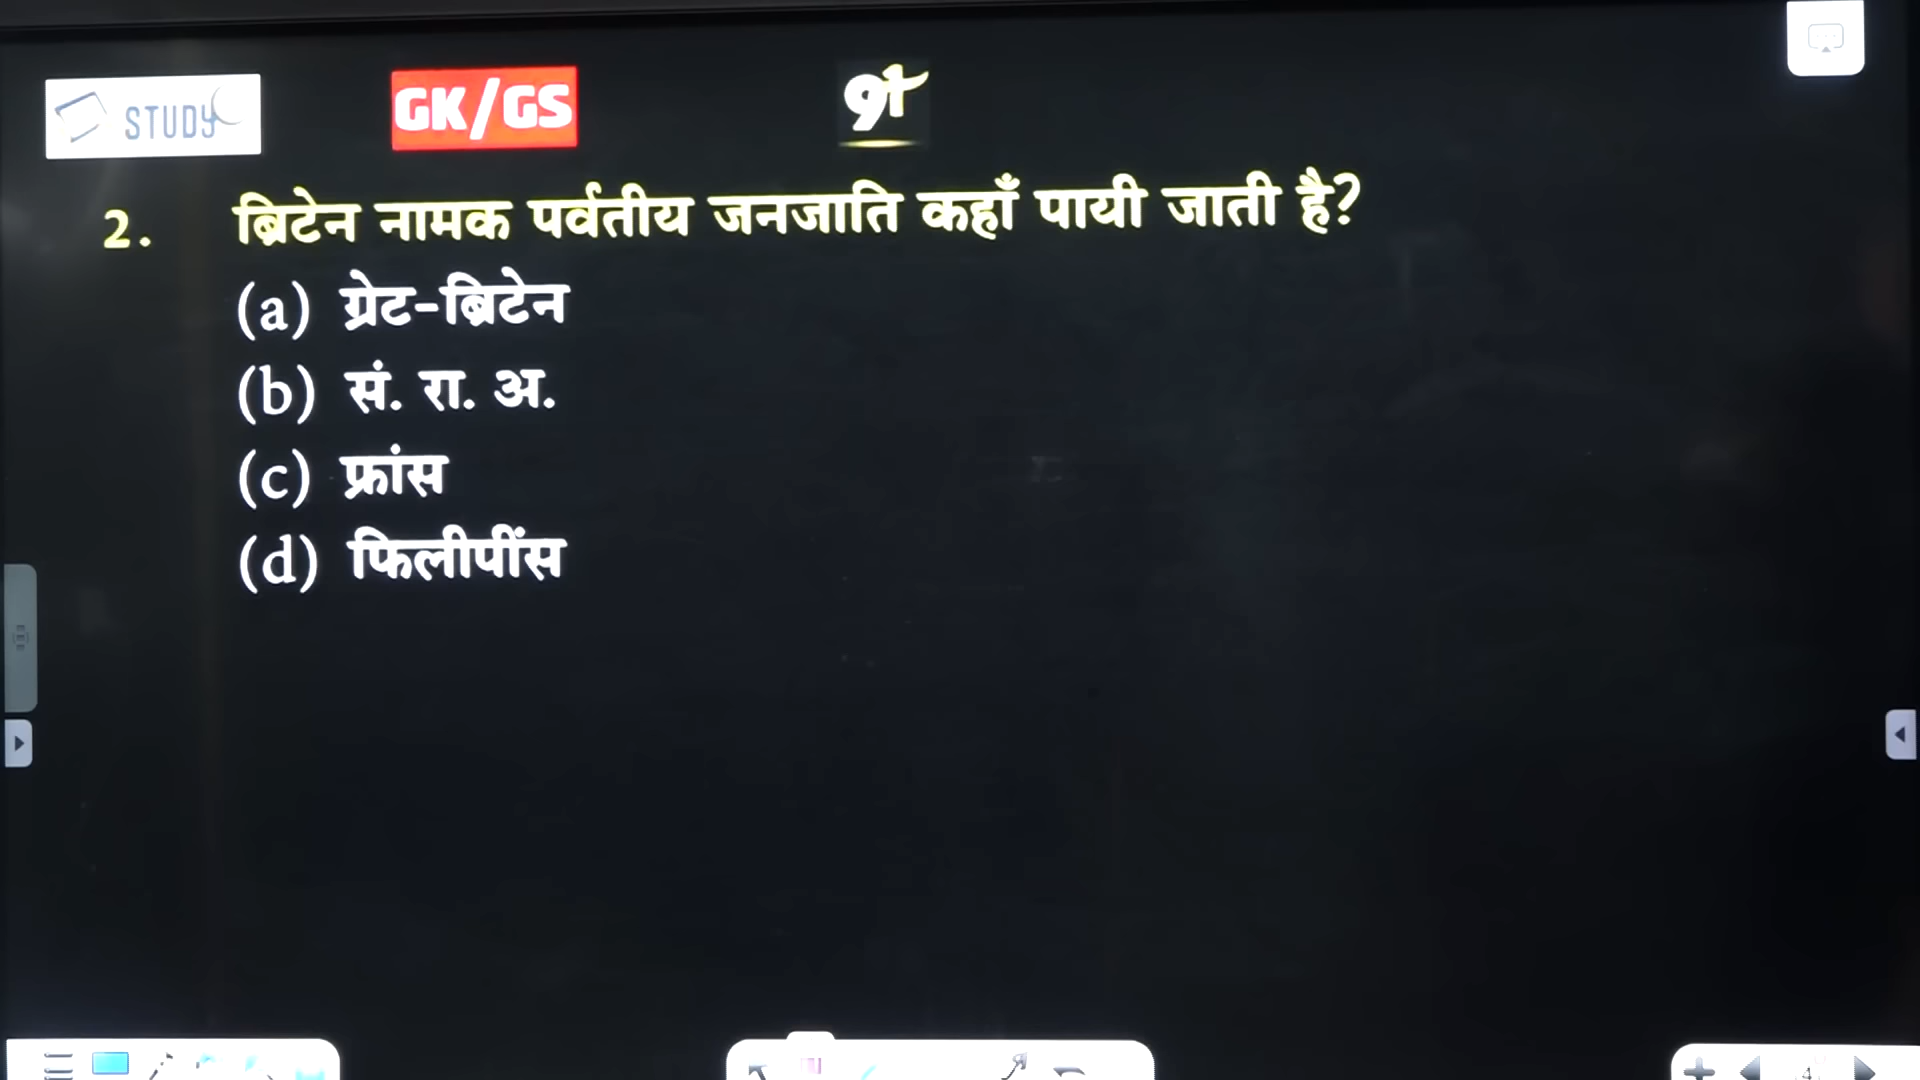 STUDY
GK/GS
2. ब्रिटेन नामक पर्वतीय जनजाति कहाँ पायी जाती है?
(a) ग्रेट-ब्रिटेन
(b) सं. रा. अ.
(c) फ्रांस
(d) फिलीपींस